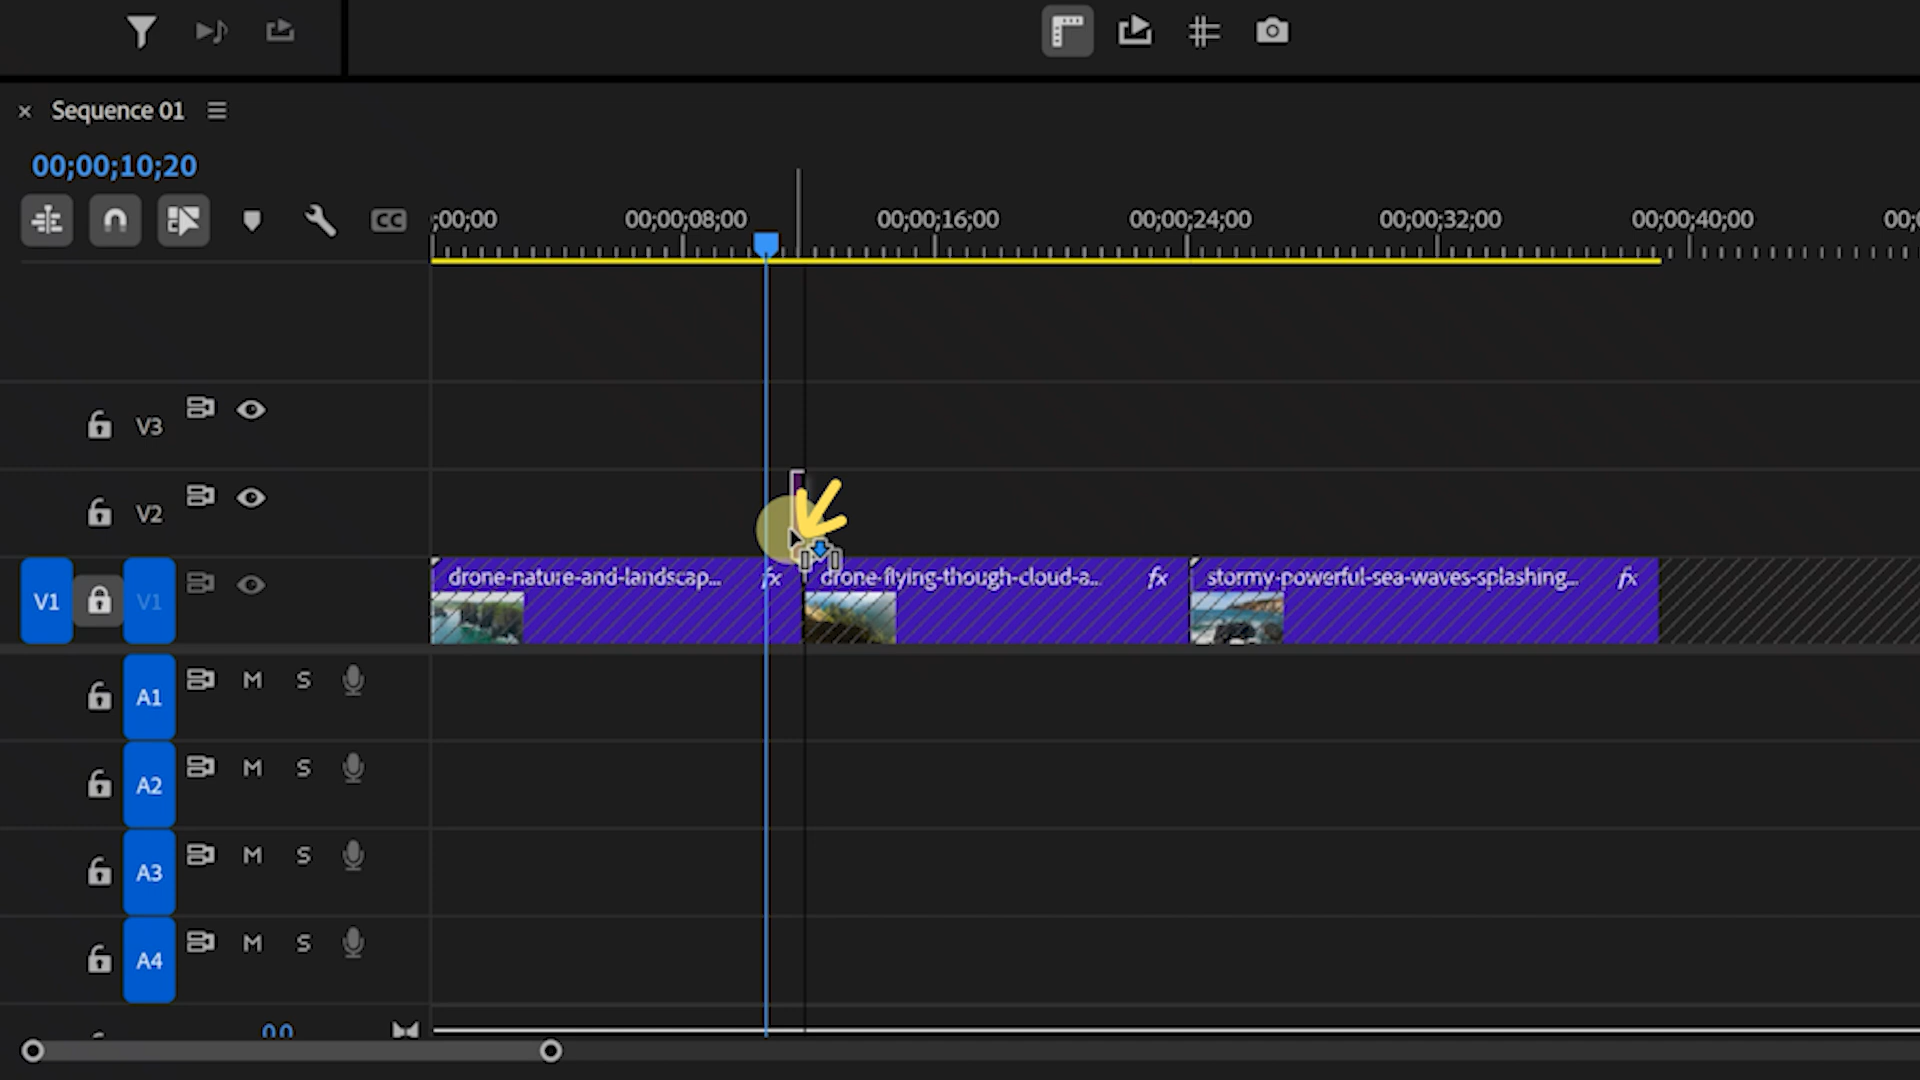 Sequence 01
00;00;10;20
CC
;00;00
00;00;08;00
00;00;16;00
00;00;24;00
00;00;32;00
00;00;40;00
V3
V2
V1 V1
drone-nature-and-landscap... fx
drone-flying-though-cloud-a... fx
stormy-powerful-sea-waves-splashing... fx
A1 M S
A2 M S
A3 M S
A4 M S